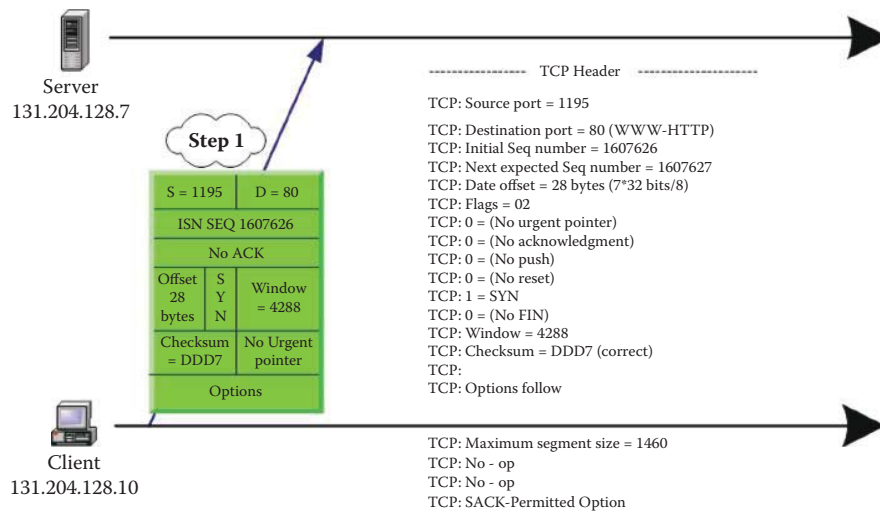 Server
131.204.128.7
Step 1
S = 1195
D = 80
ISN SEQ 1607626
No ACK
Offset
28
bytes
S
Y
N
Window
= 4288
Checksum
= DDD7
No Urgent
pointer
Options
Client
131.204.128.10
---------------- TCP Header --------------------
TCP: Source port = 1195
TCP: Destination port = 80 (WWW-HTTP)
TCP: Initial Seq number = 1607626
TCP: Next expected Seq number = 1607627
TCP: Date offset = 28 bytes (7*32 bits/8)
TCP: Flags = 02
TCP: 0 = (No urgent pointer)
TCP: 0 = (No acknowledgment)
TCP: 0 = (No push)
TCP: 0 = (No reset)
TCP: 1 = SYN
TCP: 0 = (No FIN)
TCP: Window = 4288
TCP: Checksum = DDD7 (correct)
TCP:
TCP: Options follow
TCP: Maximum segment size = 1460
TCP: No - op
TCP: No - op
TCP: SACK-Permitted Option